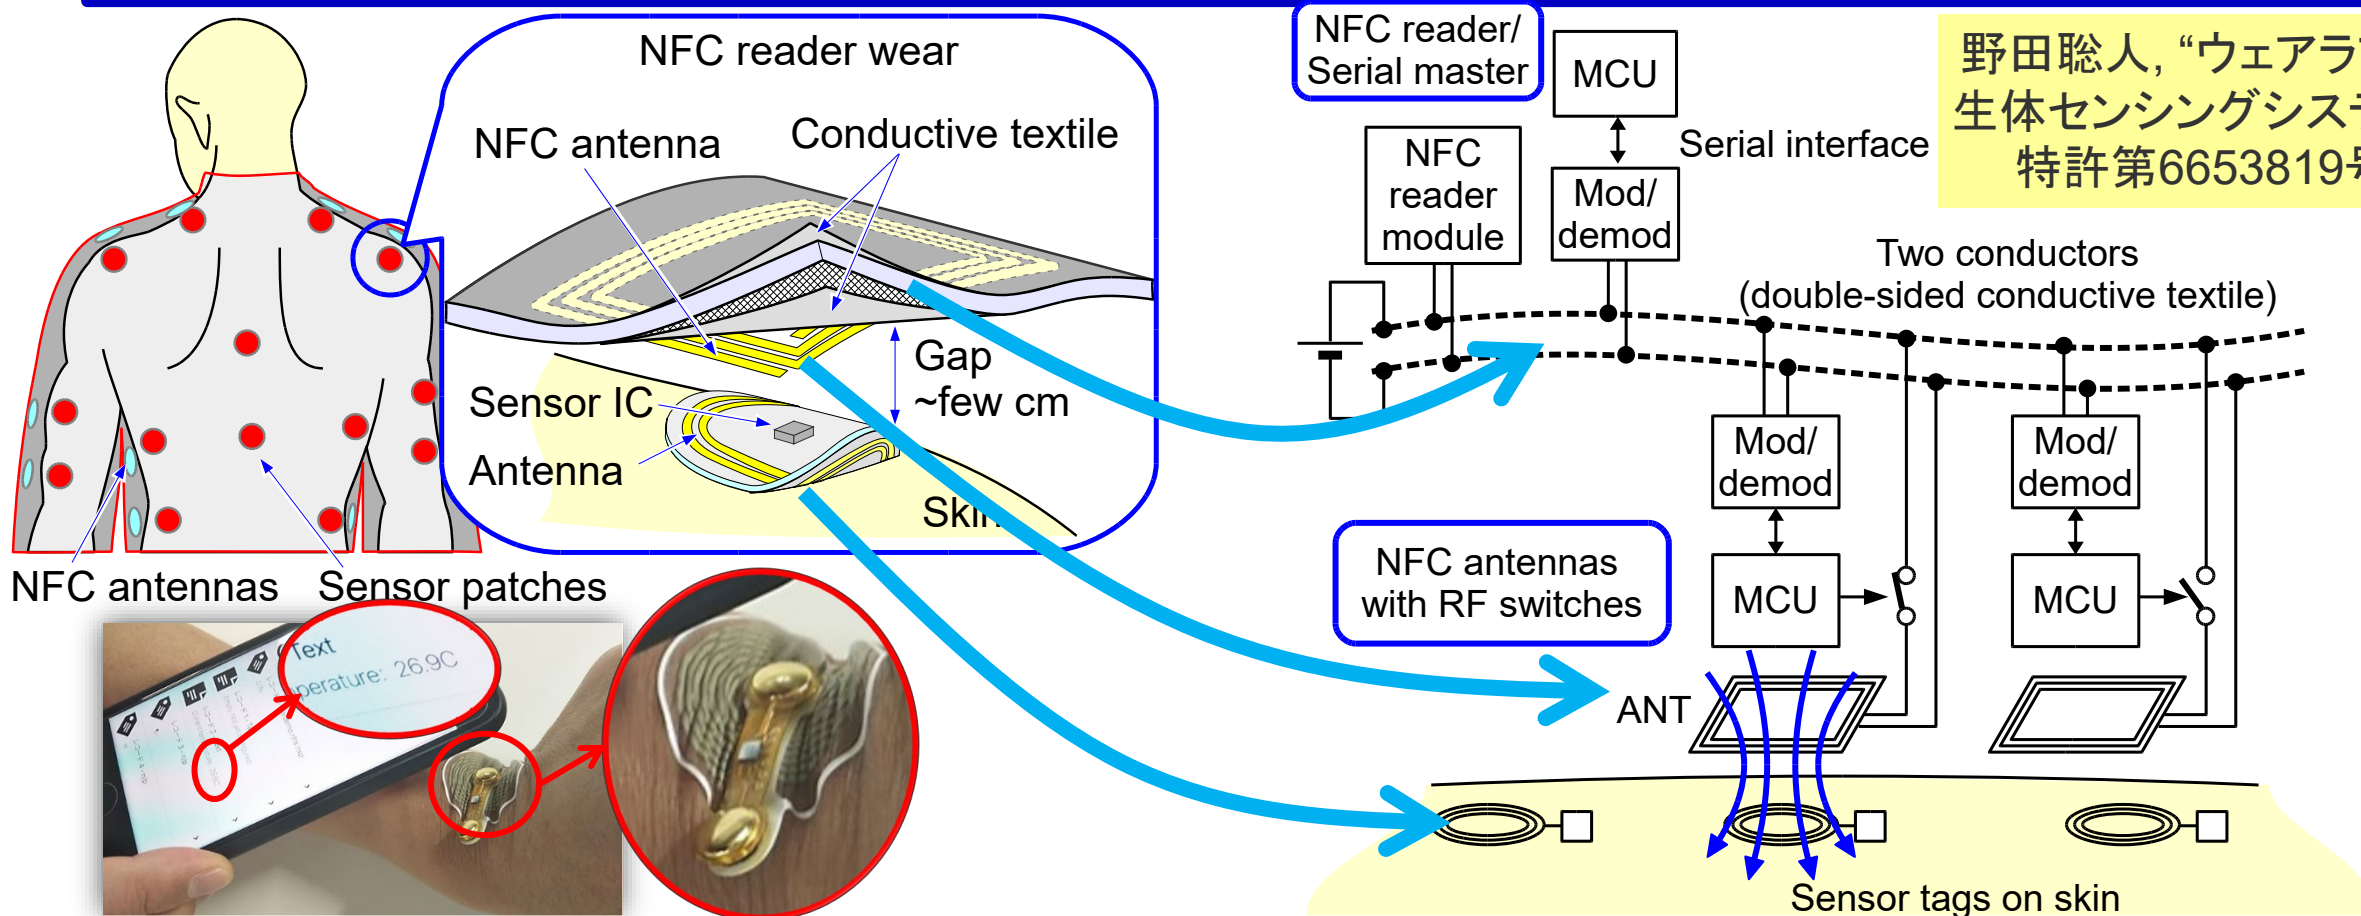 NFC reader wear
NFC antenna
Conductive textile
Gap
~few cm
Sensor IC
Antenna
NFC antennas
Sensor patches
Text
perature: 26.9C
NFC reader/
Serial master
MCU
Serial interface
NFC
reader
module
Mod/
demod
野田聡人, “ウェアラ
生体センシングシステ
特許第6653819号
Two conductors
(double-sided conductive textile)
Mod/
demod
Mod/
demod
NFC antennas
with RF switches
MCU
MCU
ANT
Sensor tags on skin